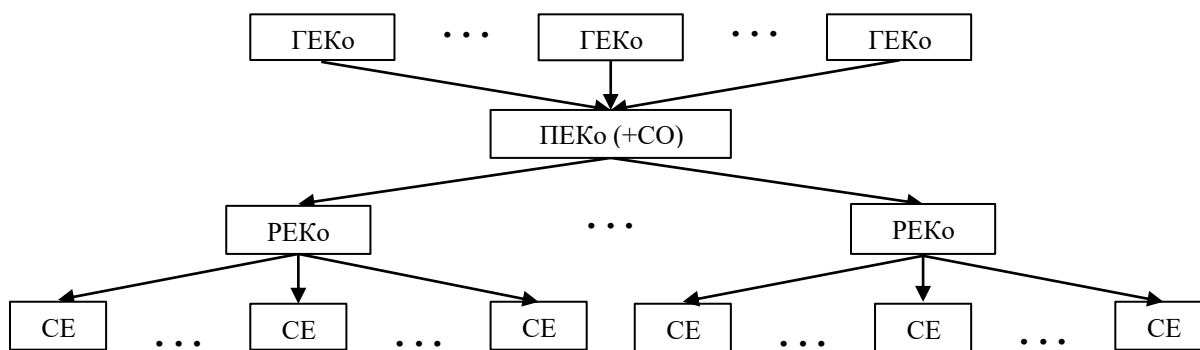 ГЕКо ... ГЕКо ... ГЕКо
ПЕКо (+СО)
РЕКо ... РЕКо
СЕ ... СЕ ... СЕ СЕ ... СЕ ... СЕ